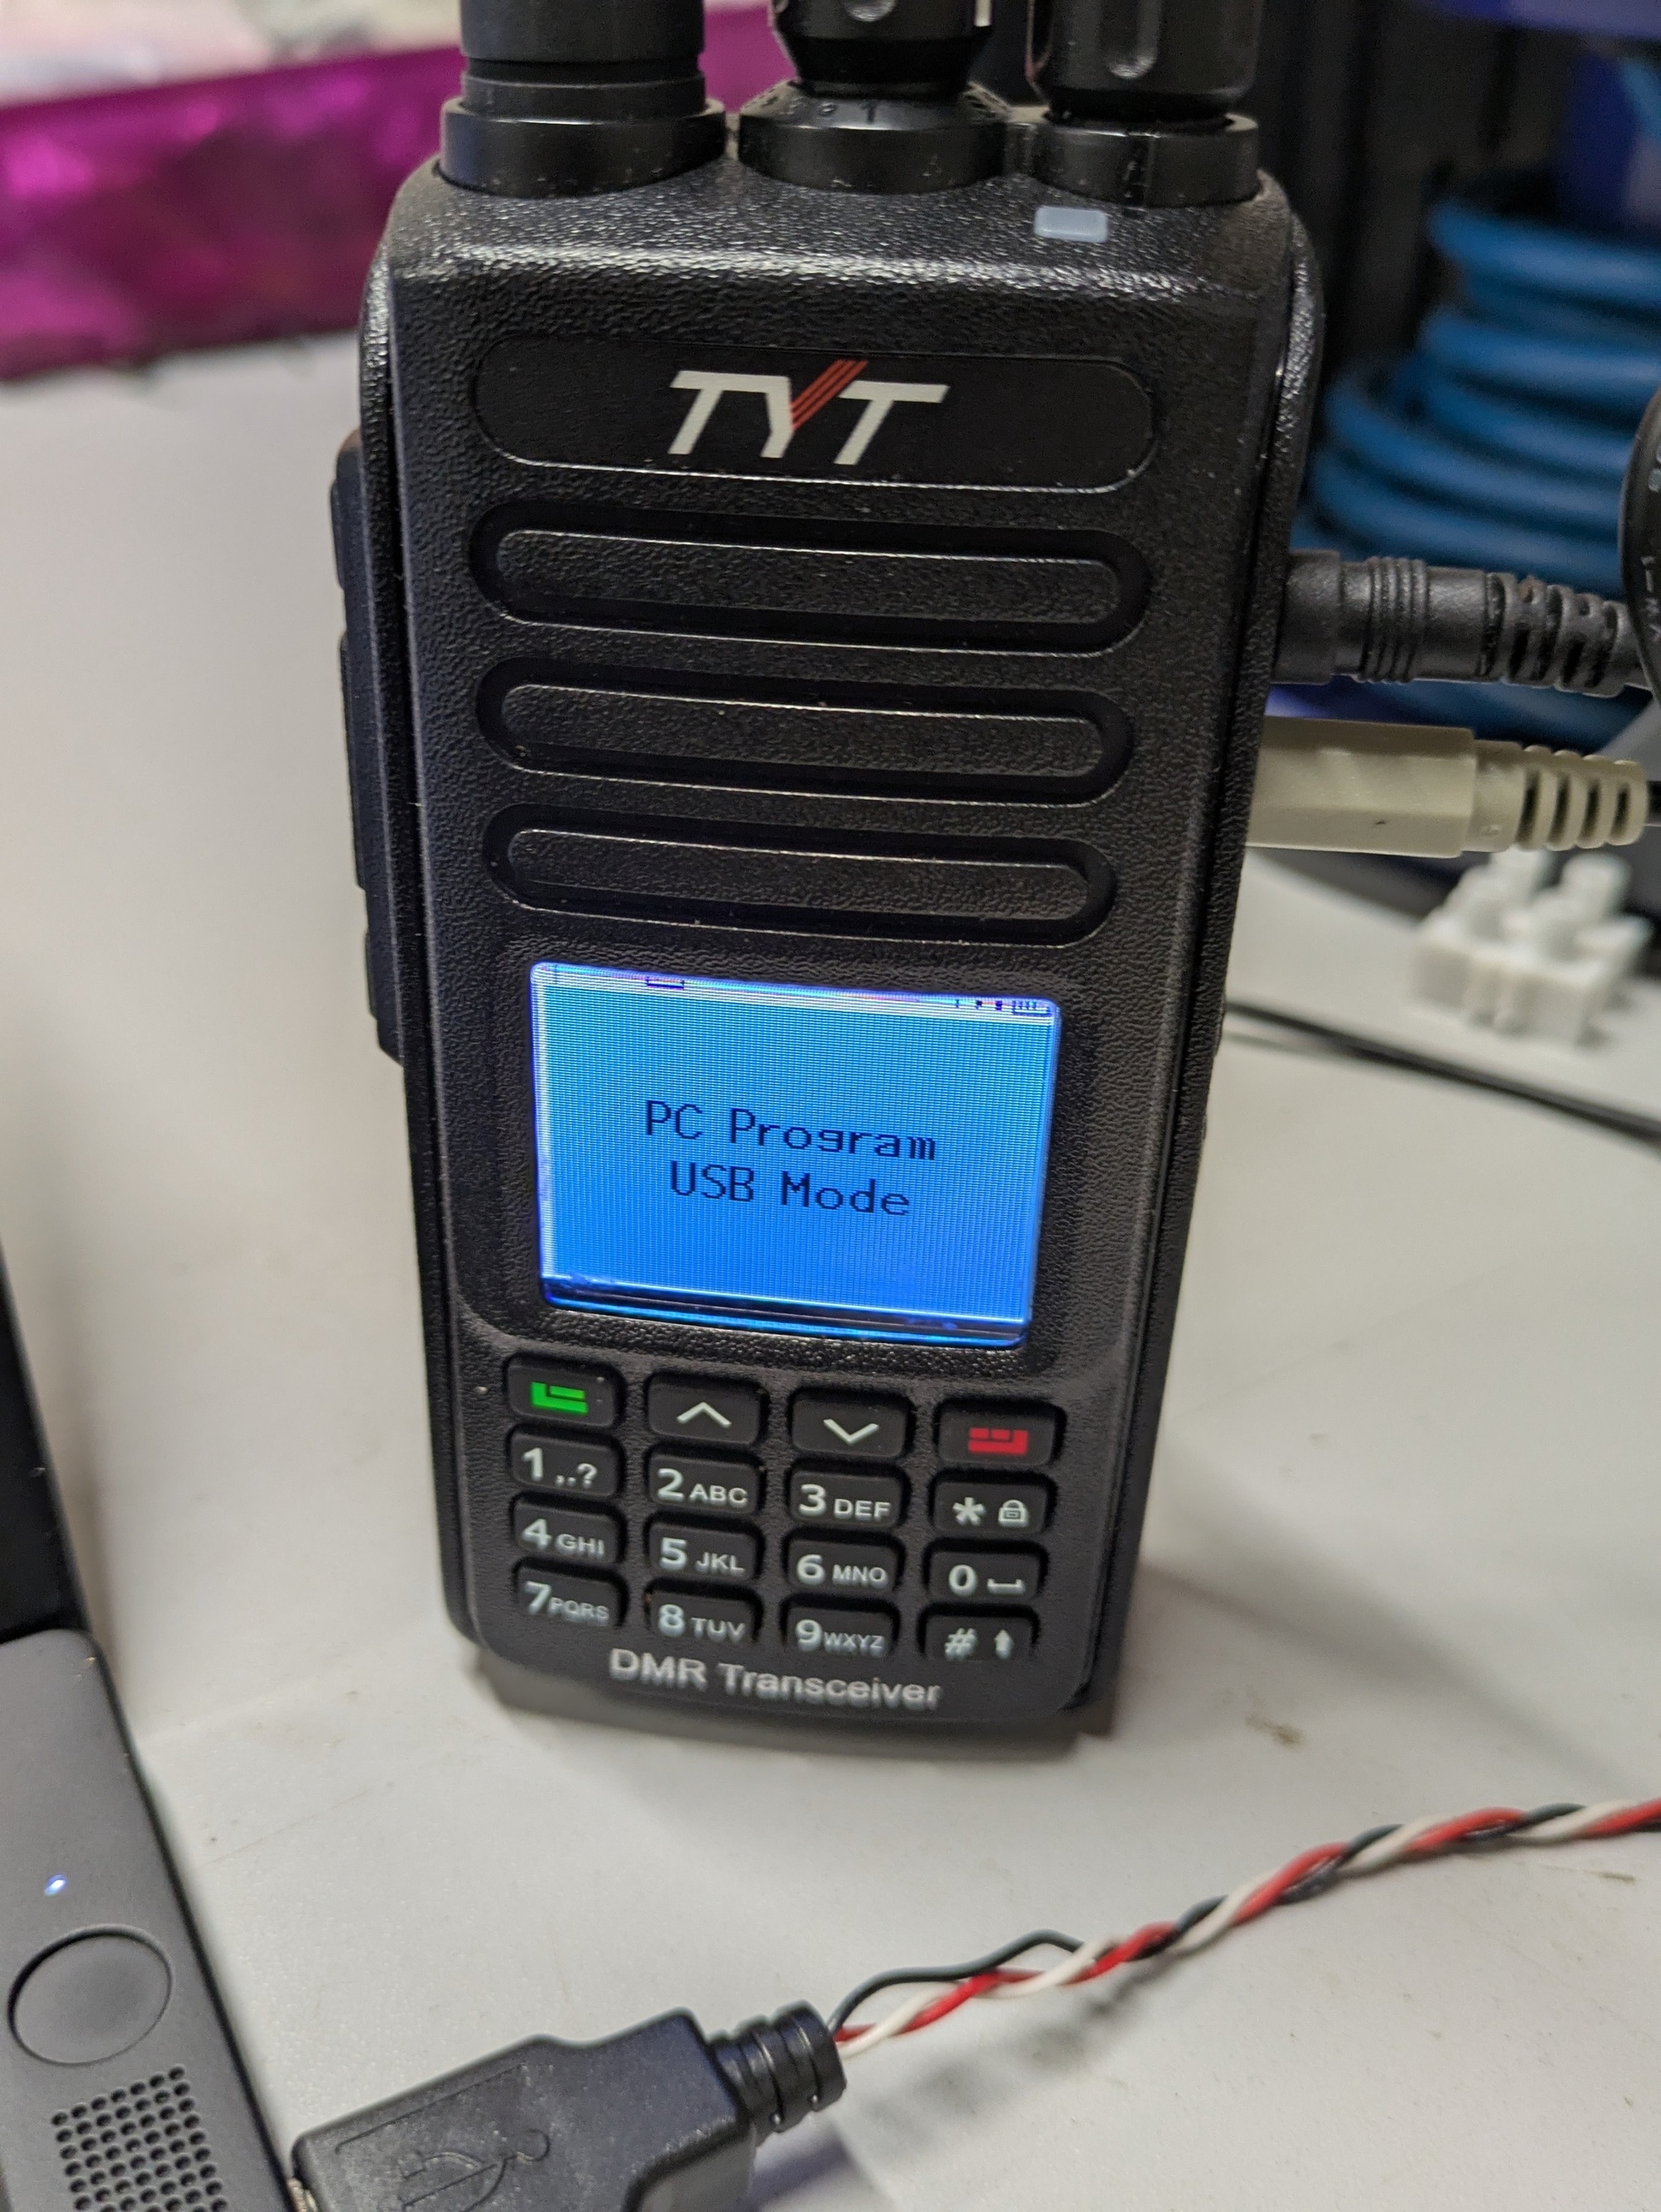 TYT
PC Program
USB Mode
1,.?
2ABC
3DEF
*
4GHI
5JKL
6MNO
0
7PQRS
8TUV
9WXYZ
#
DMR Transceiver